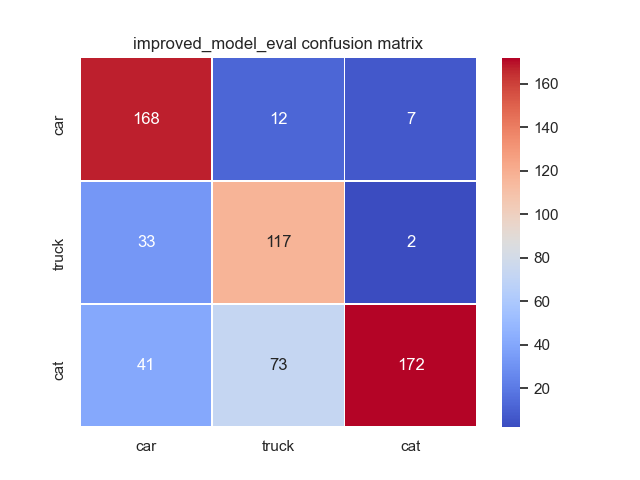 improved_model_eval confusion matrix
car
168
12
7
truck
33
117
2
cat
41
73
172
car
truck
cat
160
140
120
100
80
60
40
20